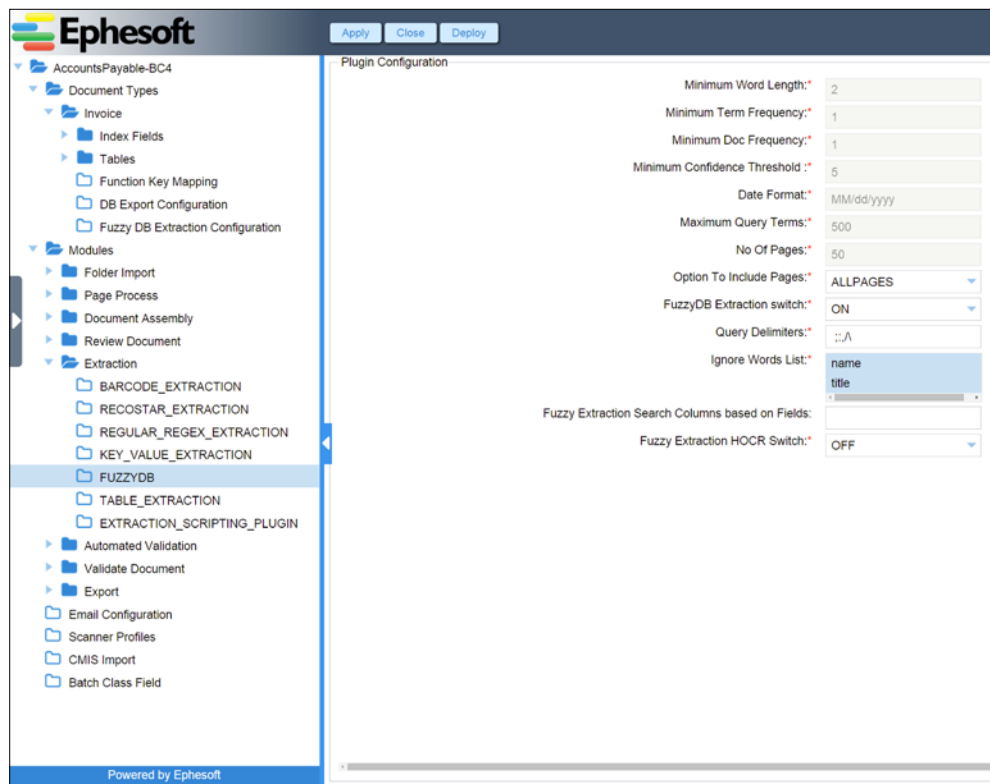 Ephesoft
Apply Close Deploy
AccountsPayable-BC4
Document Types
Invoice
Index Fields
Tables
Function Key Mapping
DB Export Configuration
Fuzzy DB Extraction Configuration
Modules
Folder Import
Page Process
Document Assembly
Review Document
Extraction
BARCODE_EXTRACTION
RECOSTAR_EXTRACTION
REGULAR_REGEX_EXTRACTION
KEY_VALUE_EXTRACTION
FUZZYDB
TABLE_EXTRACTION
EXTRACTION_SCRIPTING_PLUGIN
Automated Validation
Validate Document
Export
Email Configuration
Scanner Profiles
CMIS Import
Batch Class Field
Powered by Ephesoft
Plugin Configuration
Minimum Word Length:* 2
Minimum Term Frequency:* 1
Minimum Doc Frequency:* 1
Minimum Confidence Threshold :* 5
Date Format:* MM/dd/yyyy
Maximum Query Terms:* 500
No Of Pages:* 50
Option To Include Pages:* ALLPAGES
FuzzyDB Extraction switch:* ON
Query Delimiters:* ;:,/\
Ignore Words List:* name
title
Fuzzy Extraction Search Columns based on Fields:
Fuzzy Extraction HOCR Switch:* OFF